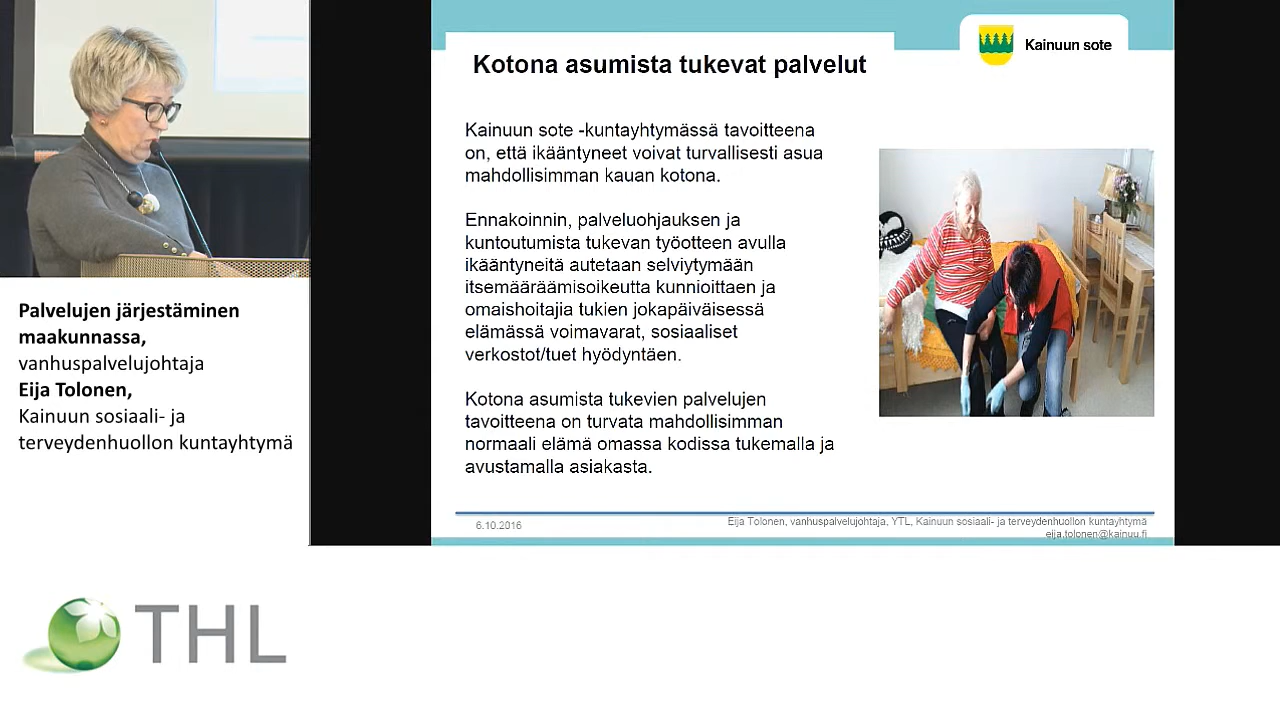 Kotona asumista tukevat palvelut
Kainuun sote
Kainuun sote -kuntayhtymässä tavoitteena
on, että ikääntyneet voivat turvallisesti asua
mahdollisimman kauan kotona.
Ennakoinnin, palveluohjauksen ja
kuntoutumista tukevan työotteen avulla
ikääntyneitä autetaan selviytymään
itsemääräämisoikeutta kunnioittaen ja
omaishoitajia tukien jokapäiväisessä
elämässä voimavarat, sosiaaliset
verkostot/tuet hyödyntäen.
Kotona asumista tukevien palvelujen
tavoitteena on turvata mahdollisimman
normaali elämä omassa kodissa tukemalla ja
avustamalla asiakasta.
6.10.2016
Eija Tolonen, vanhuspalvelujohtaja, YTL, Kainuun sosiaali- ja terveydenhuollon kuntayhtymä
eija.tolonen@kainuu.fi
Palvelujen järjestäminen
maakunnassa,
vanhuspalvelujohtaja
Eija Tolonen,
Kainuun sosiaali- ja
terveydenhuollon kuntayhtymä
THL